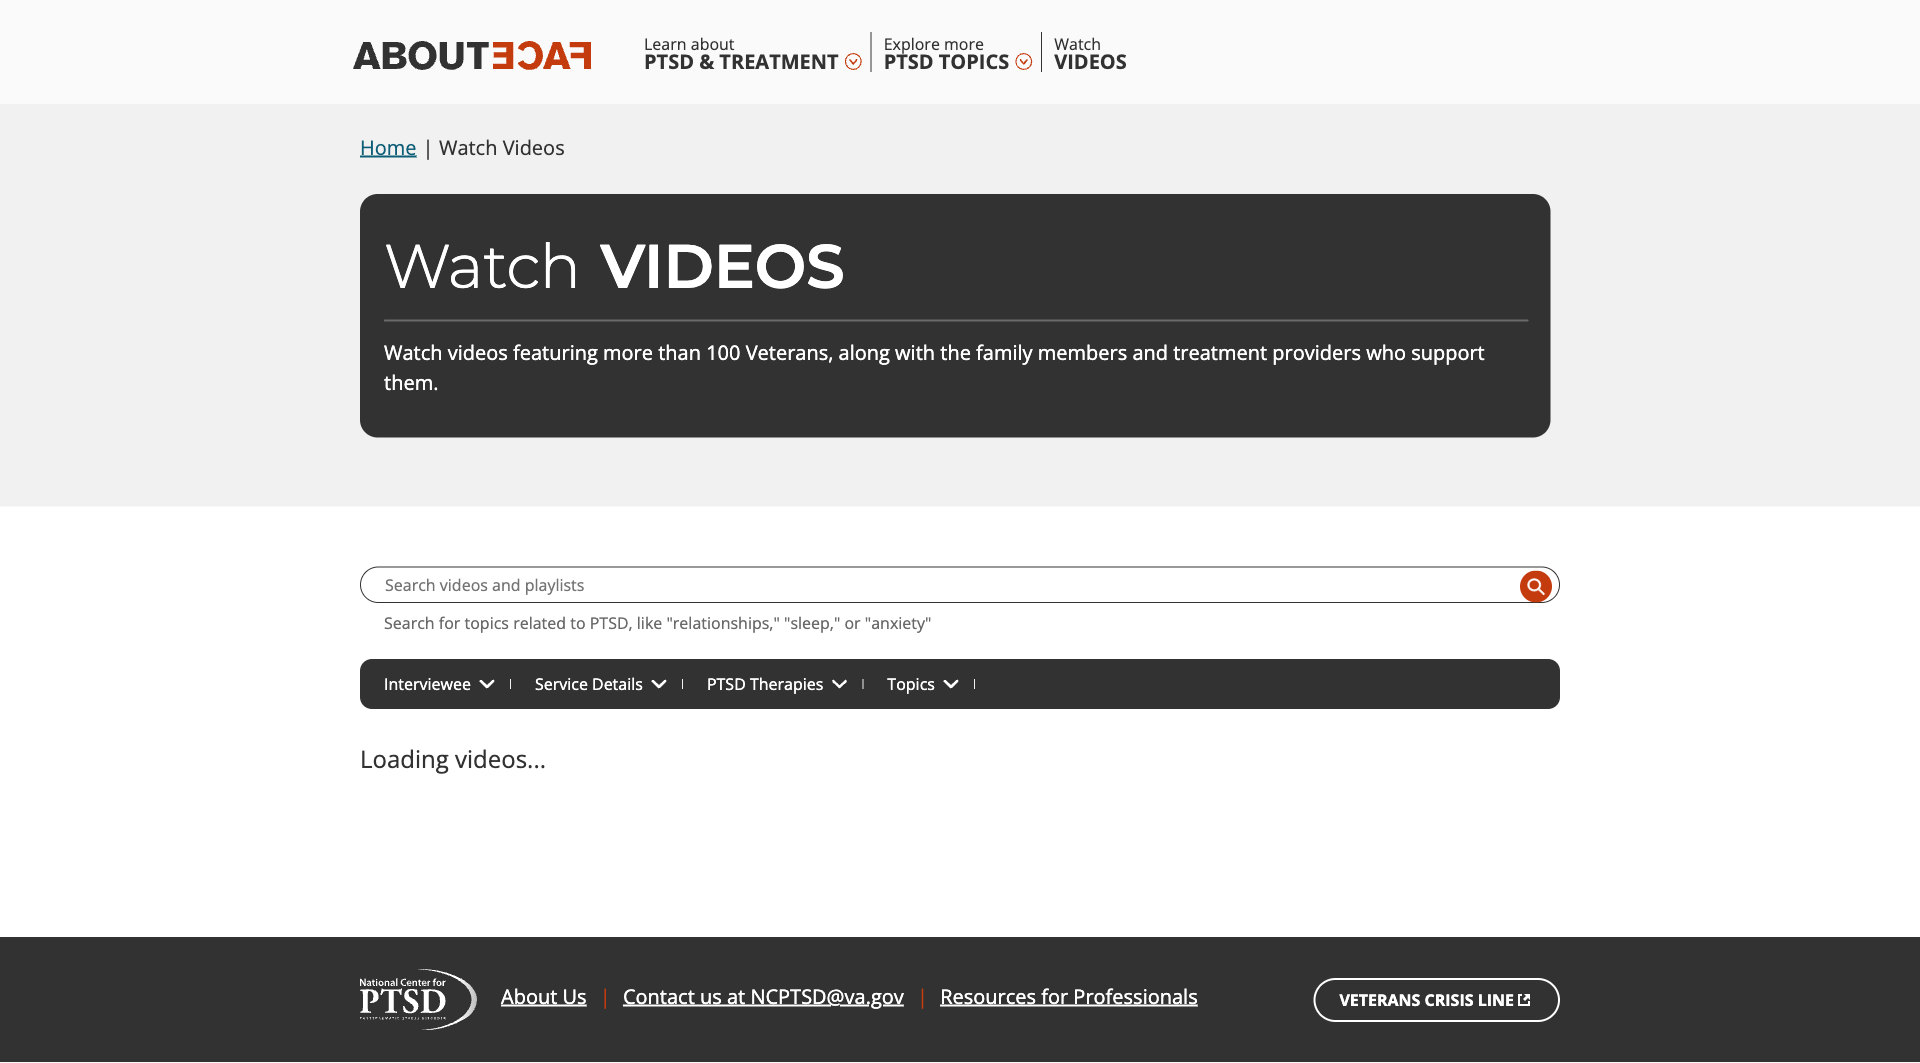 ABOUTFACE
Learn about
PTSD & TREATMENT
Explore more
PTSD TOPICS
Watch
VIDEOS
Home | Watch Videos
Watch VIDEOS
Watch videos featuring more than 100 Veterans, along with the family members and treatment providers who support
them.
Search videos and playlists
Search for topics related to PTSD, like "relationships," "sleep," or "anxiety"
Interviewee
Service Details
PTSD Therapies
Topics
Loading videos...
National Center for
PTSD
POSTTRAUMATIC STRESS DISORDER
About Us | Contact us at NCPTSD@va.gov | Resources for Professionals
VETERANS CRISIS LINE